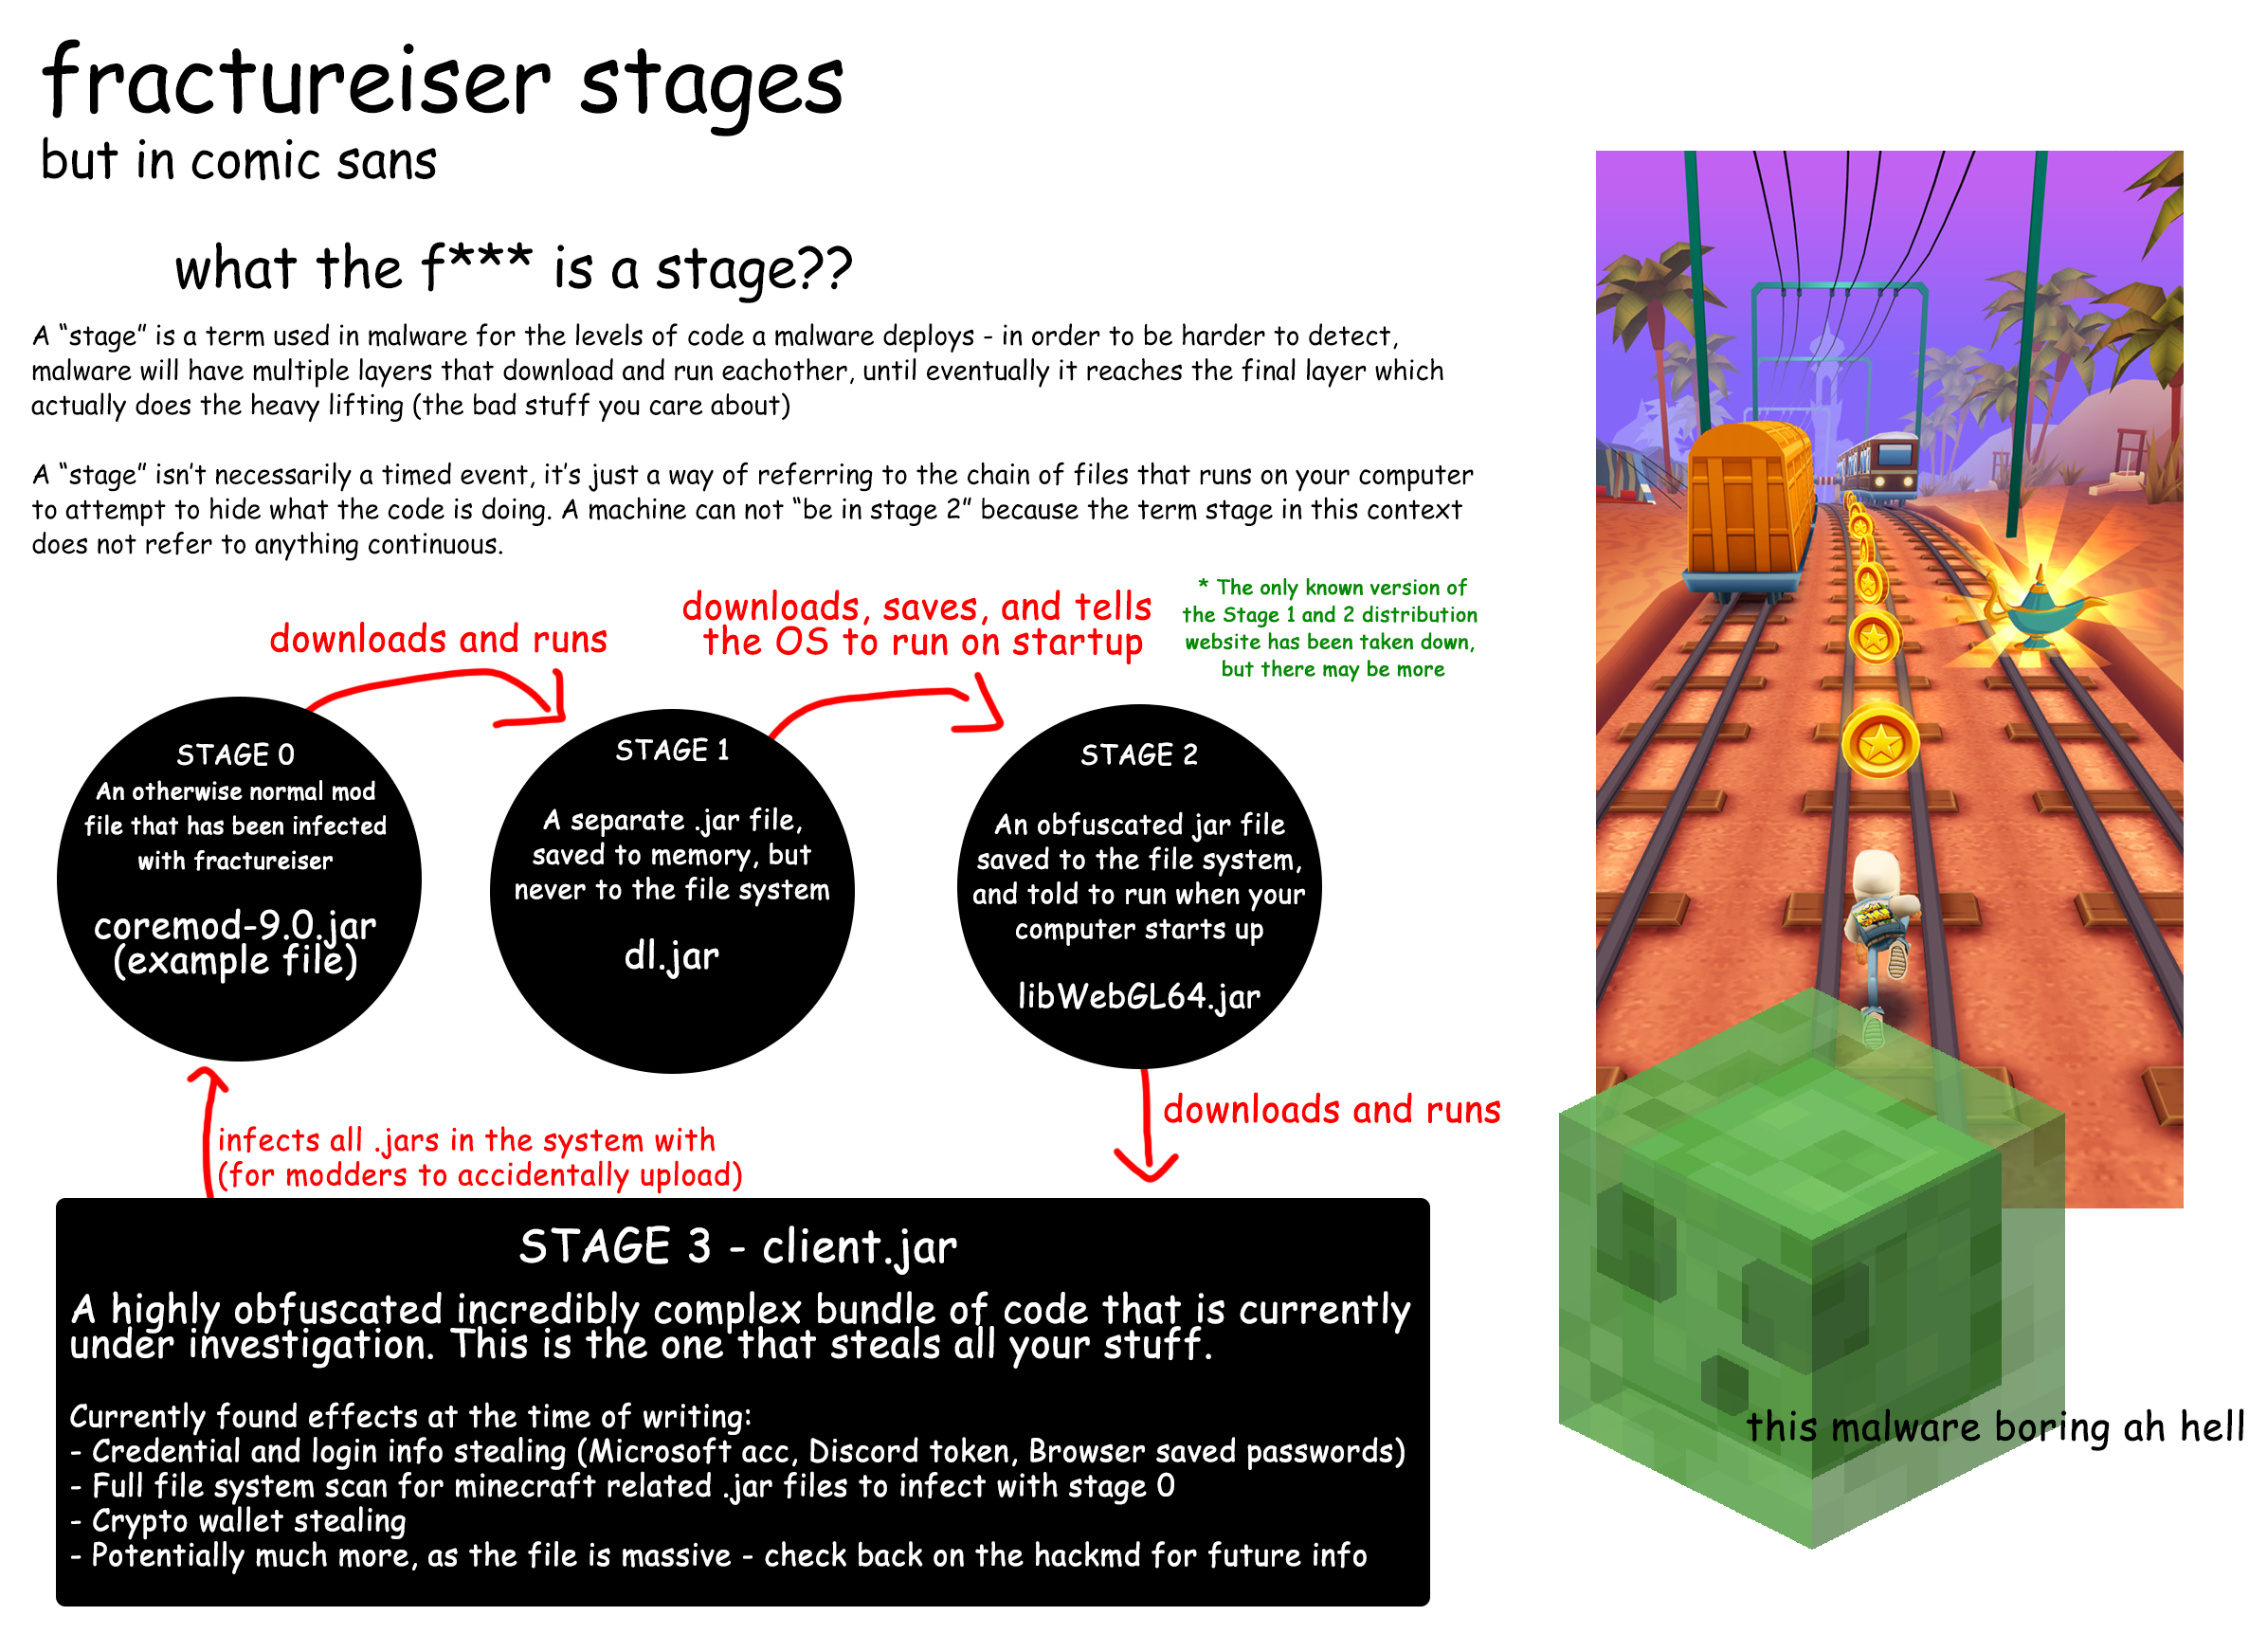 fractureiser stages
but in comic sans
what the f*** is a stage??
A “stage” is a term used in malware for the levels of code a malware deploys - in order to be harder to detect,
malware will have multiple layers that download and run eachother, until eventually it reaches the final layer which
actually does the heavy lifting (the bad stuff you care about)
A “stage” isn’t necessarily a timed event, it’s just a way of referring to the chain of files that runs on your computer
to attempt to hide what the code is doing. A machine can not “be in stage 2” because the term stage in this context
does not refer to anything continuous.
downloads and runs
downloads, saves, and tells
the OS to run on startup
* The only known version of
the Stage 1 and 2 distribution
website has been taken down,
but there may be more
STAGE 0
An otherwise normal mod
file that has been infected
with fractureiser
coremod-9.0.jar
(example file)
STAGE 1
A separate .jar file,
saved to memory, but
never to the file system
dl.jar
STAGE 2
An obfuscated jar file
saved to the file system,
and told to run when your
computer starts up
libWebGL64.jar
infects all .jars in the system with
(for modders to accidentally upload)
downloads and runs
STAGE 3 - client.jar
A highly obfuscated incredibly complex bundle of code that is currently
under investigation. This is the one that steals all your stuff.
Currently found effects at the time of writing:
- Credential and login info stealing (Microsoft acc, Discord token, Browser saved passwords)
- Full file system scan for minecraft related .jar files to infect with stage 0
- Crypto wallet stealing
- Potentially much more, as the file is massive - check back on the hackmd for future info
this malware boring ah hell